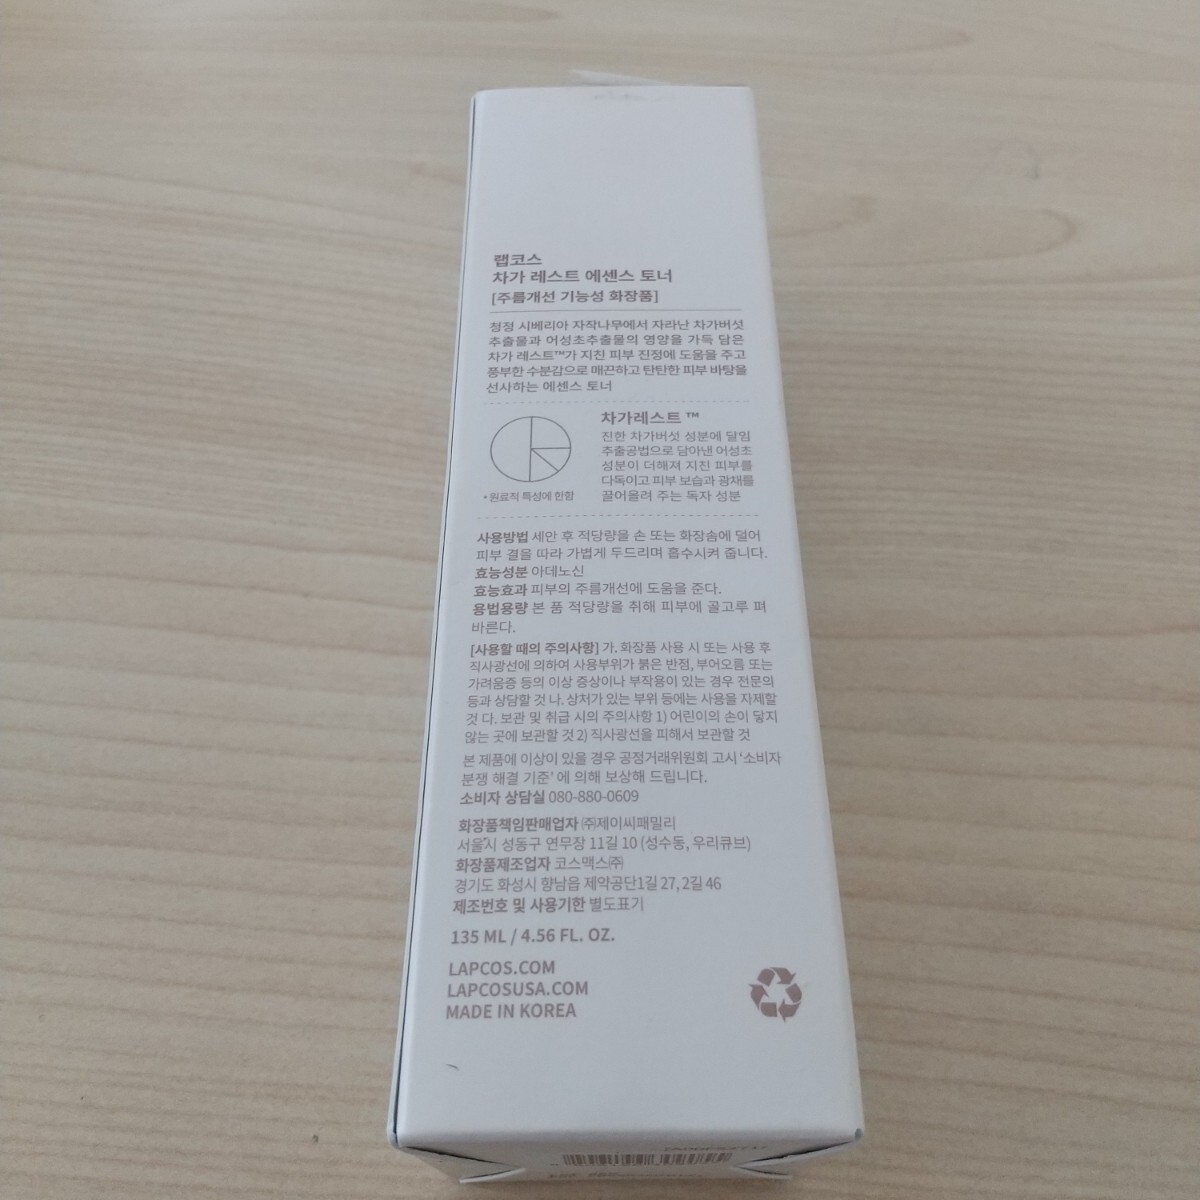 랩코스
차가 레스트 에센스 토너
[주름개선 기능성 화장품]
청정 시베리아 자작나무에서 자라난 차가버섯
추출물과 어성초추출물의 영양을 가득 담은
차가 레스트™가 지친 피부 진정에 도움을 주고
풍부한 수분감으로 매끈하고 탄탄한 피부 바탕을
선사하는 에센스 토너
차가레스트™
진한 차가버섯 성분에 달임
추출공법으로 담아낸 어성초
성분이 더해져 지친 피부를
다독이고 피부 보습과 광채를
끌어올려 주는 독자 성분
*원료적 특성에 한함
사용방법 세안 후 적당량을 손 또는 화장솜에 덜어
피부 결을 따라 가볍게 두드리며 흡수시켜 줍니다.
효능성분 아데노신
효능효과 피부의 주름개선에 도움을 준다.
용법용량 본 품 적당량을 취해 피부에 골고루 펴
바른다.
[사용할 때의 주의사항] 가. 화장품 사용 시 또는 사용 후
직사광선에 의하여 사용부위가 붉은 반점, 부어오름 또는
가려움증 등의 이상 증상이나 부작용이 있는 경우 전문의
등과 상담할 것 나. 상처가 있는 부위 등에는 사용을 자제할
것 다. 보관 및 취급 시의 주의사항 1) 어린이의 손이 닿지
않는 곳에 보관할 것 2) 직사광선을 피해서 보관할 것
본 제품에 이상이 있을 경우 공정거래위원회 고시 '소비자
분쟁 해결 기준' 에 의해 보상해 드립니다.
소비자 상담실 080-880-0609
화장품책임판매업자 ㈜제이씨패밀리
서울시 성동구 연무장 11길 10 (성수동, 우리큐브)
화장품제조업자 코스맥스㈜
경기도 화성시 향남읍 제약공단1길 27, 2길 46
제조번호 및 사용기한 별도표기
135 ML / 4.56 FL. OZ.
LAPCOS.COM
LAPCOSUSA.COM
MADE IN KOREA